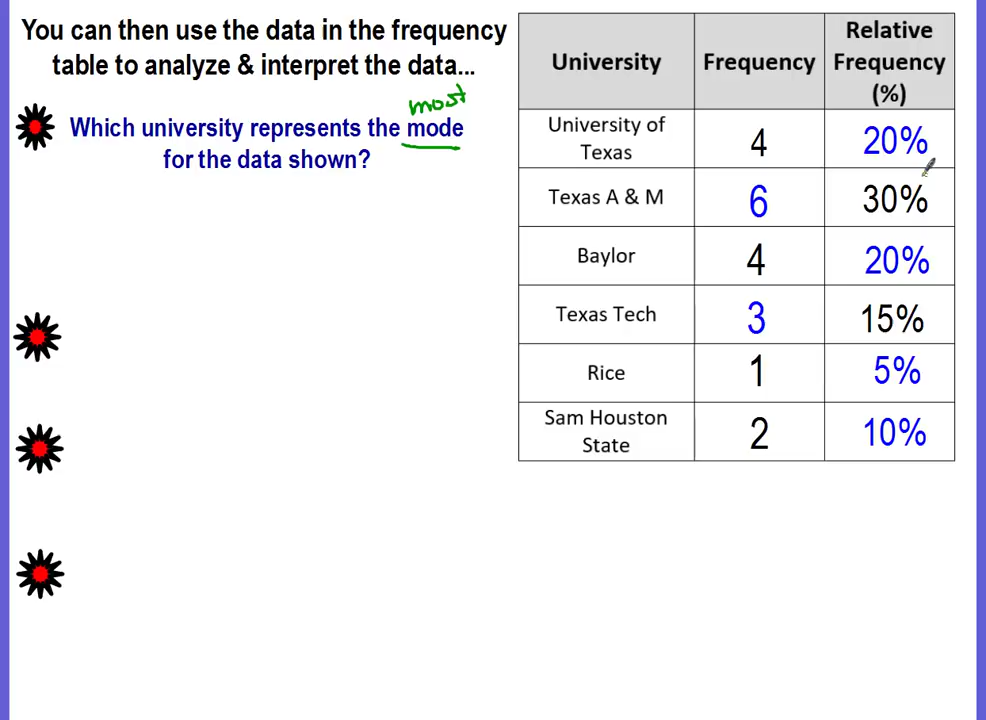 You can then use the data in the frequency
table to analyze & interpret the data...
most
Which university represents the mode
for the data shown?
University Frequency Relative Frequency (%)
University of Texas 4 20%
Texas A & M 6 30%
Baylor 4 20%
Texas Tech 3 15%
Rice 1 5%
Sam Houston State 2 10%